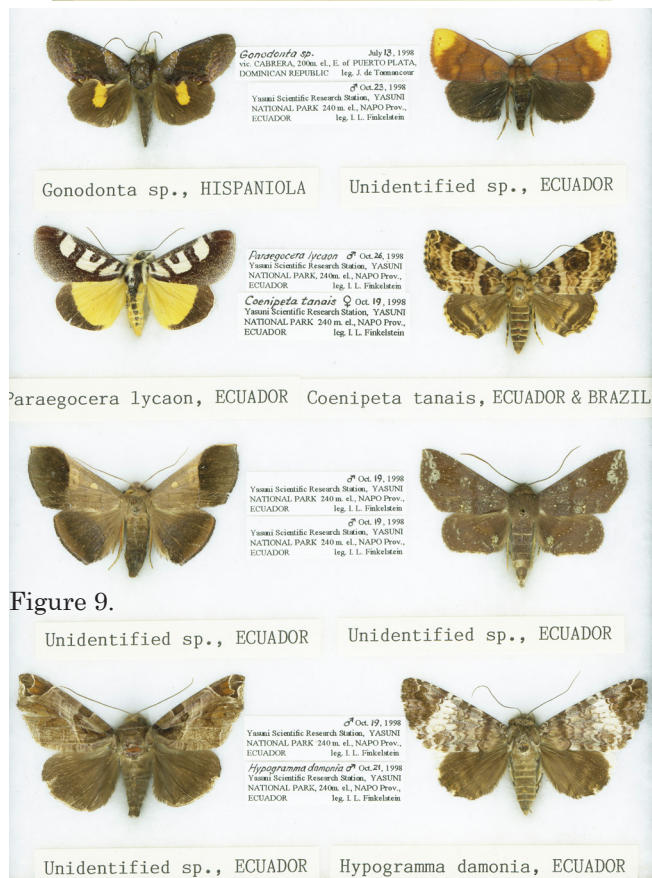 Gonodonta sp. July 13, 1998
vic. CABRERA, 200m. el., E. of PUERTO PLATA,
DOMINICAN REPUBLIC leg. J. de Tonnancour
♂ Oct. 23, 1998
Yasuni Scientific Research Station, YASUNI
NATIONAL PARK 240 m. el., NAPO Prov.,
ECUADOR leg. I. L. Finkelstein
Gonodonta sp., HISPANIOLA
Unidentified sp., ECUADOR
Paraegocera lycaon ♂ Oct. 26, 1998
Yasuni Scientific Research Station, YASUNI
NATIONAL PARK, 240m. el., NAPO Prov.,
ECUADOR leg. I. L. Finkelstein
Coenipeta tanais ♀ Oct. 19, 1998
Yasuni Scientific Research Station, YASUNI
NATIONAL PARK 240 m. el., NAPO Prov.,
ECUADOR leg. I. L. Finkelstein
Paraegocera lycaon, ECUADOR
Coenipeta tanais, ECUADOR & BRAZIL
♂ Oct. 19, 1998
Yasuni Scientific Research Station, YASUNI
NATIONAL PARK 240 m. el., NAPO Prov.,
ECUADOR leg. I. L. Finkelstein
♂ Oct. 19, 1998
Yasuni Scientific Research Station, YASUNI
NATIONAL PARK 240 m. el., NAPO Prov.,
ECUADOR leg. I. L. Finkelstein
Figure 9.
Unidentified sp., ECUADOR
Unidentified sp., ECUADOR
♂ Oct. 19, 1998
Yasuni Scientific Research Station, YASUNI
NATIONAL PARK 240 m. el., NAPO Prov.,
ECUADOR leg. I. L. Finkelstein
Hypogramma damonia ♂ Oct. 21, 1998
Yasuni Scientific Research Station, YASUNI
NATIONAL PARK, 240m. el., NAPO Prov.,
ECUADOR leg. I. L. Finkelstein
Unidentified sp., ECUADOR
Hypogramma damonia, ECUADOR